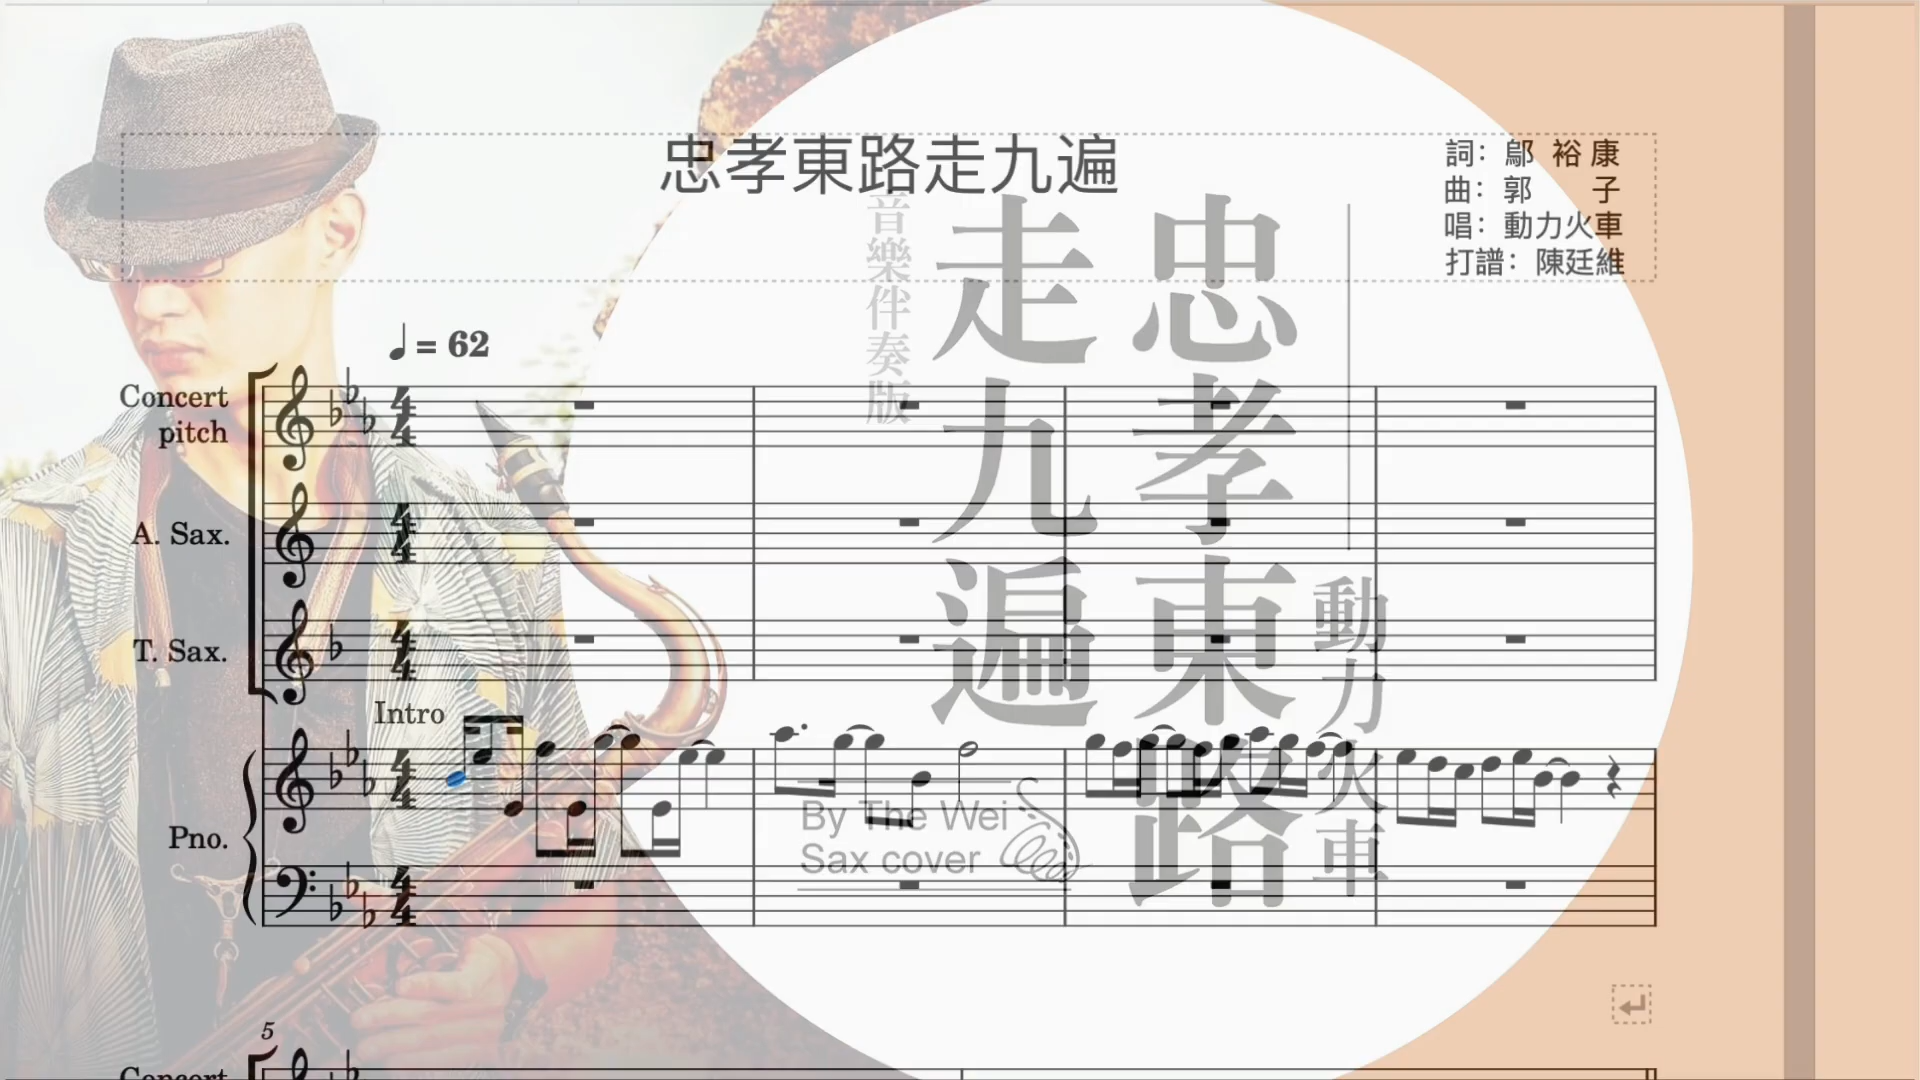 忠孝東路走九遍
詞：鄔 裕 康
曲：郭 子
唱：動力火車
打譜：陳廷維
忠孝東路
走九遍
音樂伴奏版
動力火車
= 62
Concert
pitch
A. Sax.
T. Sax.
Intro
Pno.
By The Wei
Sax cover
5
Concert